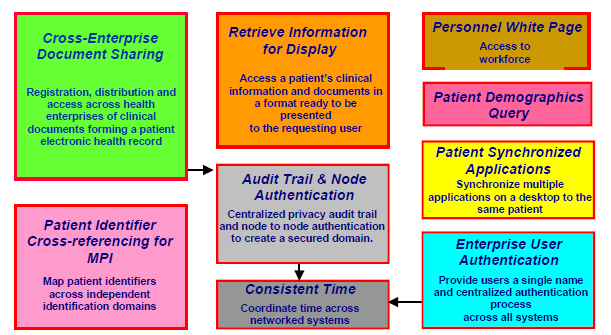 Cross-Enterprise
Document Sharing
Registration, distribution and
access across health
enterprises of clinical
documents forming a patient
electronic health record
Retrieve Information
for Display
Access a patient's clinical
information and documents in
a format ready to be
presented
to the requesting user
Personnel White Page
Access to
workforce
Patient Demographics
Query
Audit Trail & Node
Authentication
Centralized privacy audit trail
and node to node authentication
to create a secured domain.
Patient Synchronized
Applications
Synchronize multiple
applications on a desktop to the
same patient
Patient Identifier
Cross-referencing for
MPI
Map patient identifiers
across independent
identification domains
Consistent Time
Coordinate time across
networked systems
Enterprise User
Authentication
Provide users a single name
and centralized authentication
process
across all systems